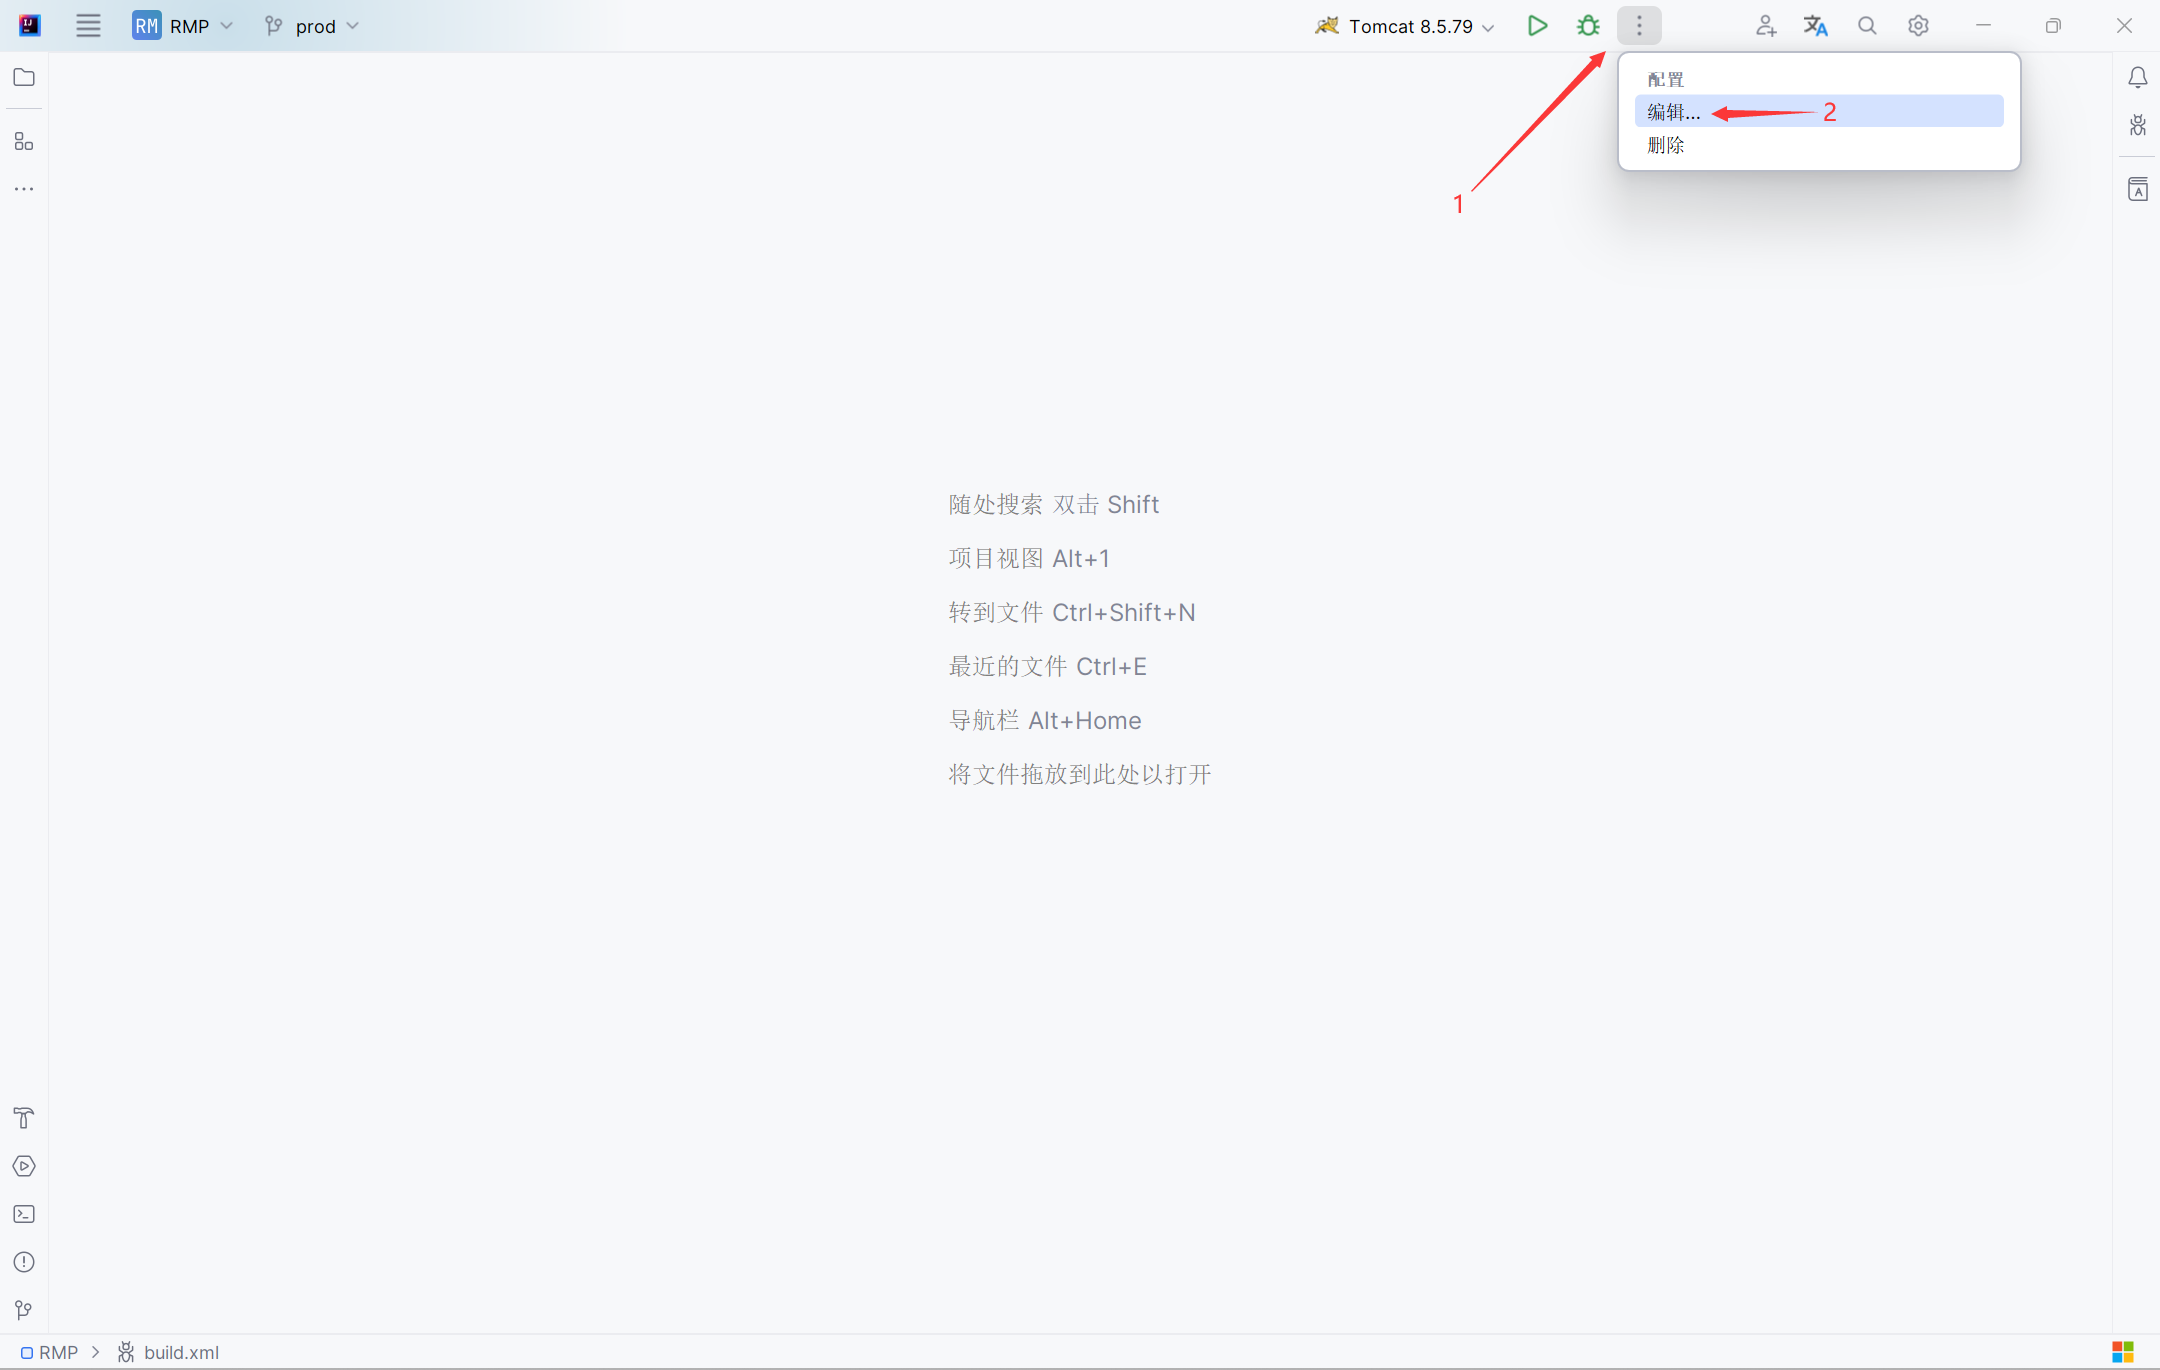 RM RMP prod Tomcat 8.5.79
配置
编辑... 2
删除
1
随处搜索 双击 Shift
项目视图 Alt+1
转到文件 Ctrl+Shift+N
最近的文件 Ctrl+E
导航栏 Alt+Home
将文件拖放到此处以打开
RMP > build.xml